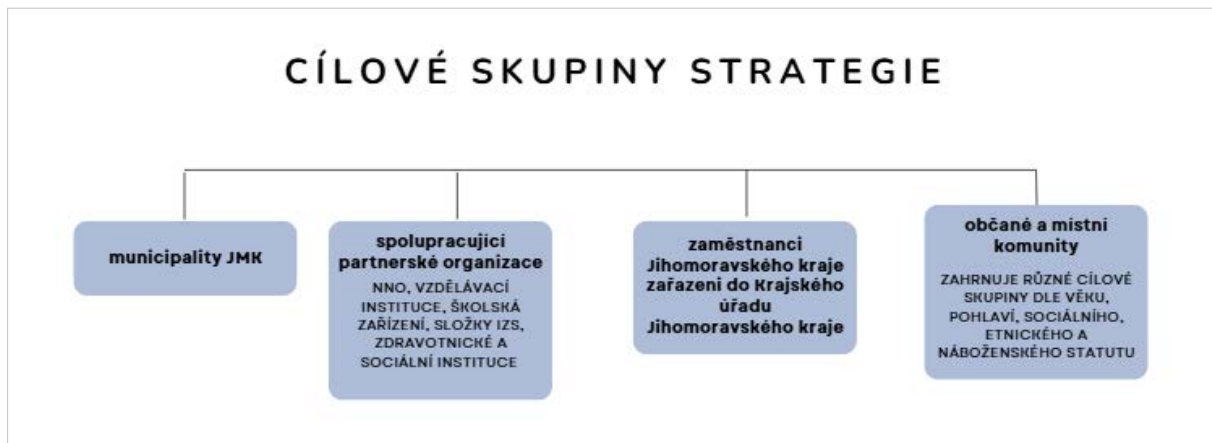 CÍLOVÉ SKUPINY STRATEGIE
municipality JMK
spolupracující
partnerské organizace
NNO, VZDĚLÁVACÍ
INSTITUCE, ŠKOLSKÁ
ZAŘÍZENÍ, SLOŽKY IZS,
ZDRAVOTNICKÉ A
SOCIÁLNÍ INSTITUCE
zaměstnanci
Jihomoravského kraje
zařazeni do Krajského
úřadu
Jihomoravského kraje
občané a místní
komunity
ZAHRNUJE RŮZNÉ CÍLOVÉ
SKUPINY DLE VĚKU,
POHLAVÍ, SOCIÁLNÍHO,
ETNICKÉHO A
NÁBOŽENSKÉHO STATUTU